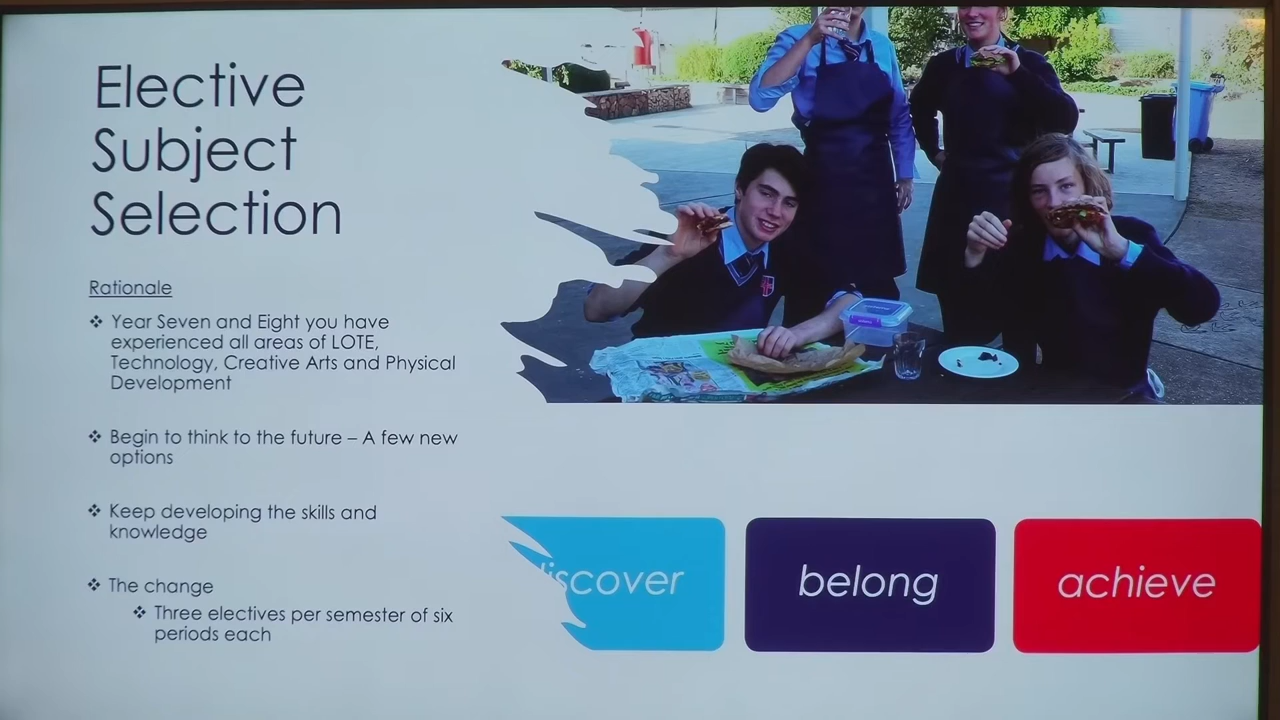 Elective
Subject
Selection
Rationale
❖ Year Seven and Eight you have
experienced all areas of LOTE,
Technology, Creative Arts and Physical
Development
❖ Begin to think to the future – A few new
options
❖ Keep developing the skills and
knowledge
❖ The change
❖ Three electives per semester of six
periods each
discover
belong
achieve